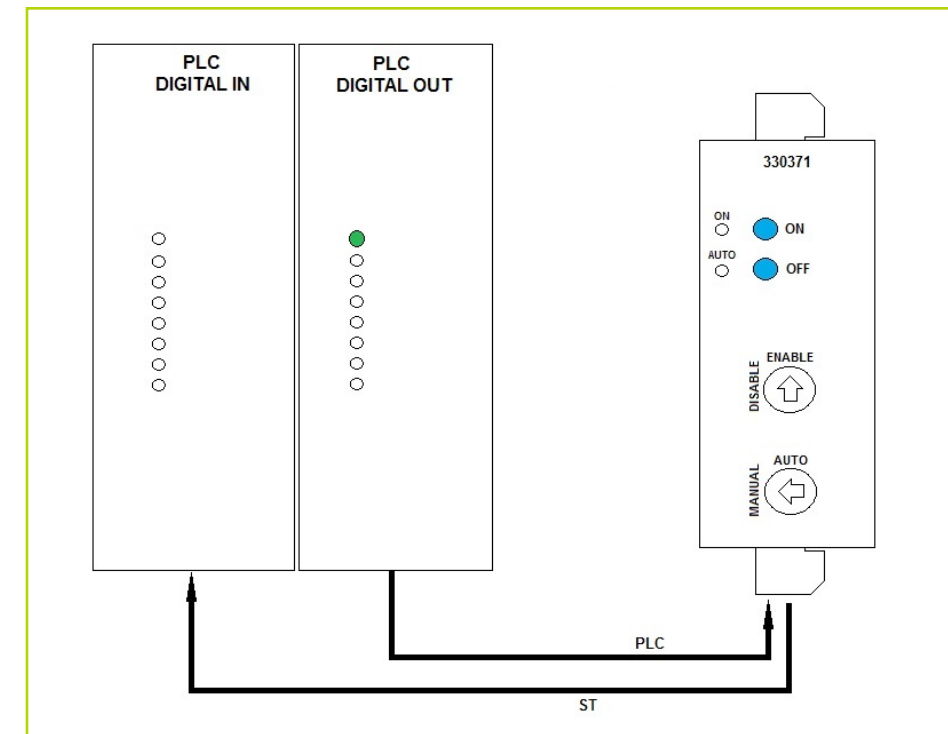 PLC
DIGITAL IN
PLC
DIGITAL OUT
330371
ON
ON
AUTO
OFF
ENABLE
DISABLE
AUTO
MANUAL
PLC
ST